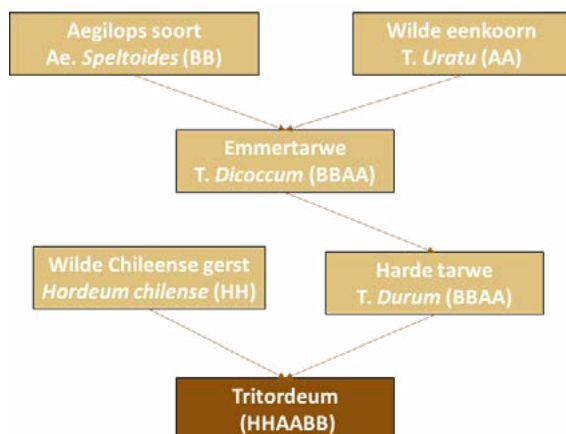 Aegilops soort
Ae. Speltoides (BB)
Wilde eenkoorn
T. Uratu (AA)
Emmertarwe
T. Dicoccum (BBAA)
Wilde Chileense gerst
Hordeum chilense (HH)
Harde tarwe
T. Durum (BBAA)
Tritordeum
(HHAABB)